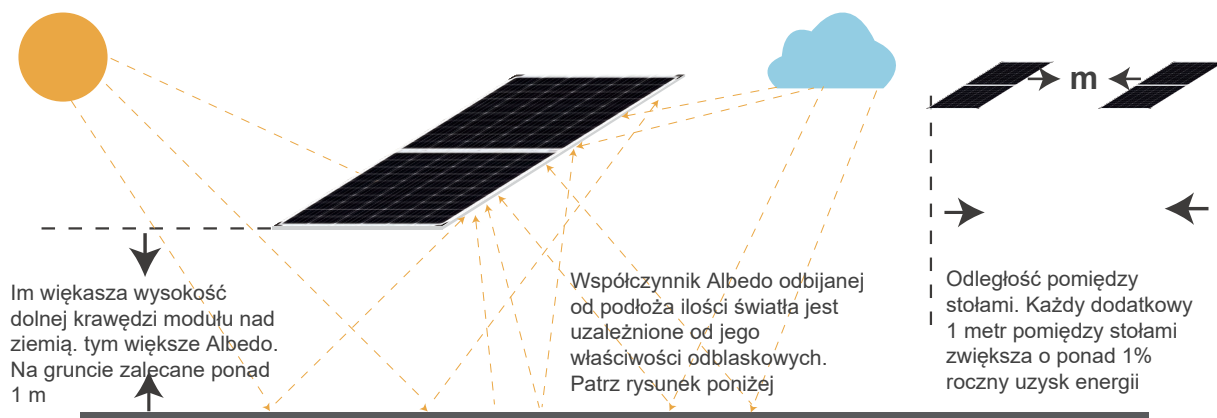 m
Im większa wysokość
dolnej krawędzi modułu nad
ziemią. tym większe Albedo.
Na gruncie zalecane ponad
1 m
Współczynnik Albedo odbijanej
od podłoża ilości światła jest
uzależnione od jego
właściwości odblaskowych.
Patrz rysunek poniżej
Odległość pomiędzy
stołami. Każdy dodatkowy
1 metr pomiędzy stołami
zwiększa o ponad 1%
roczny uzysk energii